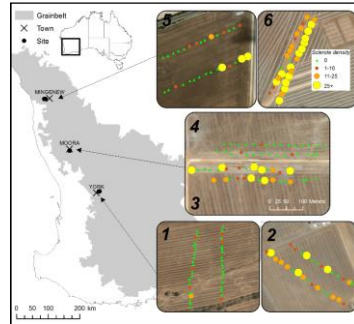 Grainbelt
Town
Site
MINGENEW
MOORA
YORK
0 50 100 200 km
5
6
Sclerote density
0
1-10
11-25
25+
4
0 25 50 100 Meters
3
1
2